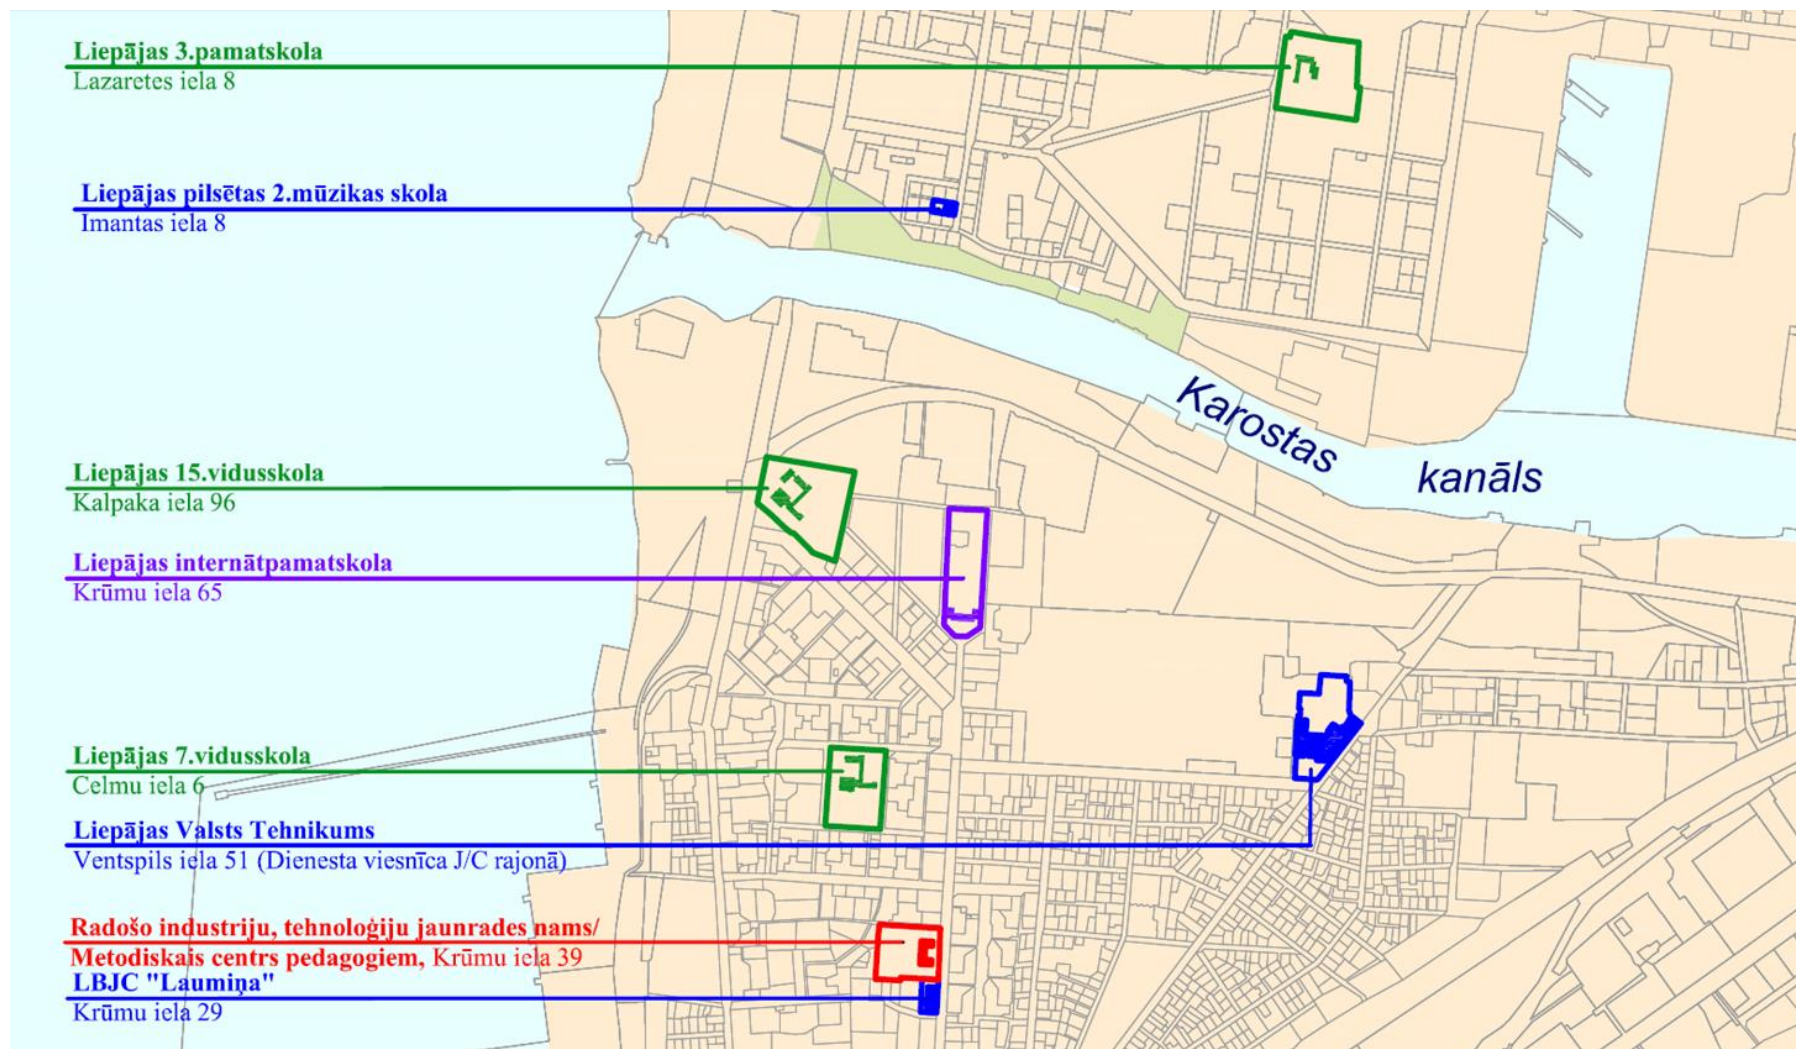 Liepājas 3.pamatskola
Lazaretes iela 8
Liepājas pilsētas 2.mūzikas skola
Imantas iela 8
Karostas kanāls
Liepājas 15.vidusskola
Kalpaka iela 96
Liepājas internātpamatskola
Krūmu iela 65
Liepājas 7.vidusskola
Celmu iela 6
Liepājas Valsts Tehnikums
Ventspils iela 51 (Dienesta viesnīca J/C rajonā)
Radošo industriju, tehnoloģiju jaunrades nams/
Metodiskais centrs pedagogiem, Krūmu iela 39
LBJC "Laumiņa"
Krūmu iela 29